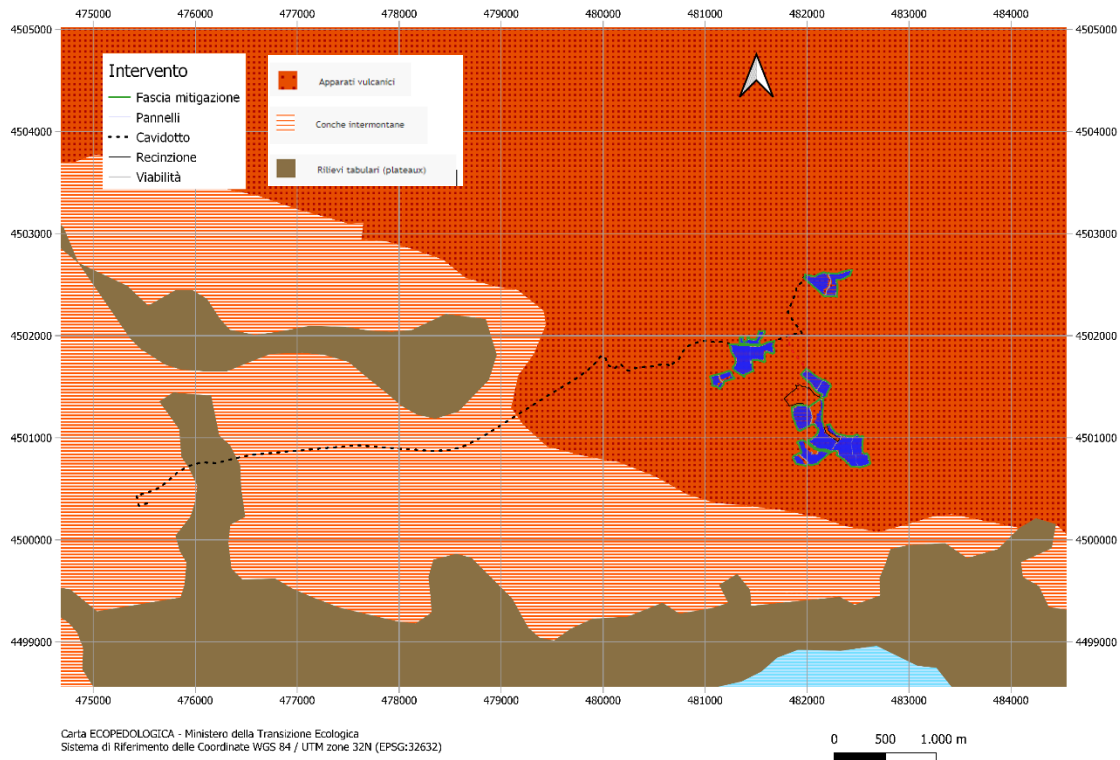 475000 476000 477000 478000 479000 480000 481000 482000 483000 484000
4505000 4505000
Intervento
Fascia mitigazione
Pannelli
Cavidotto
Recinzione
Viabilità
Apparati vulcanici
Conche intermontane
Rilievi tabulari (plateaux)
4504000 4504000
4503000 4503000
4502000 4502000
4501000 4501000
4500000 4500000
4499000 4499000
475000 476000 477000 478000 479000 480000 481000 482000 483000 484000
Carta ECOPEDOLOGICA - Ministero della Transizione Ecologica
Sistema di Riferimento delle Coordinate WGS 84 / UTM zone 32N (EPSG:32632)
0 500 1.000 m